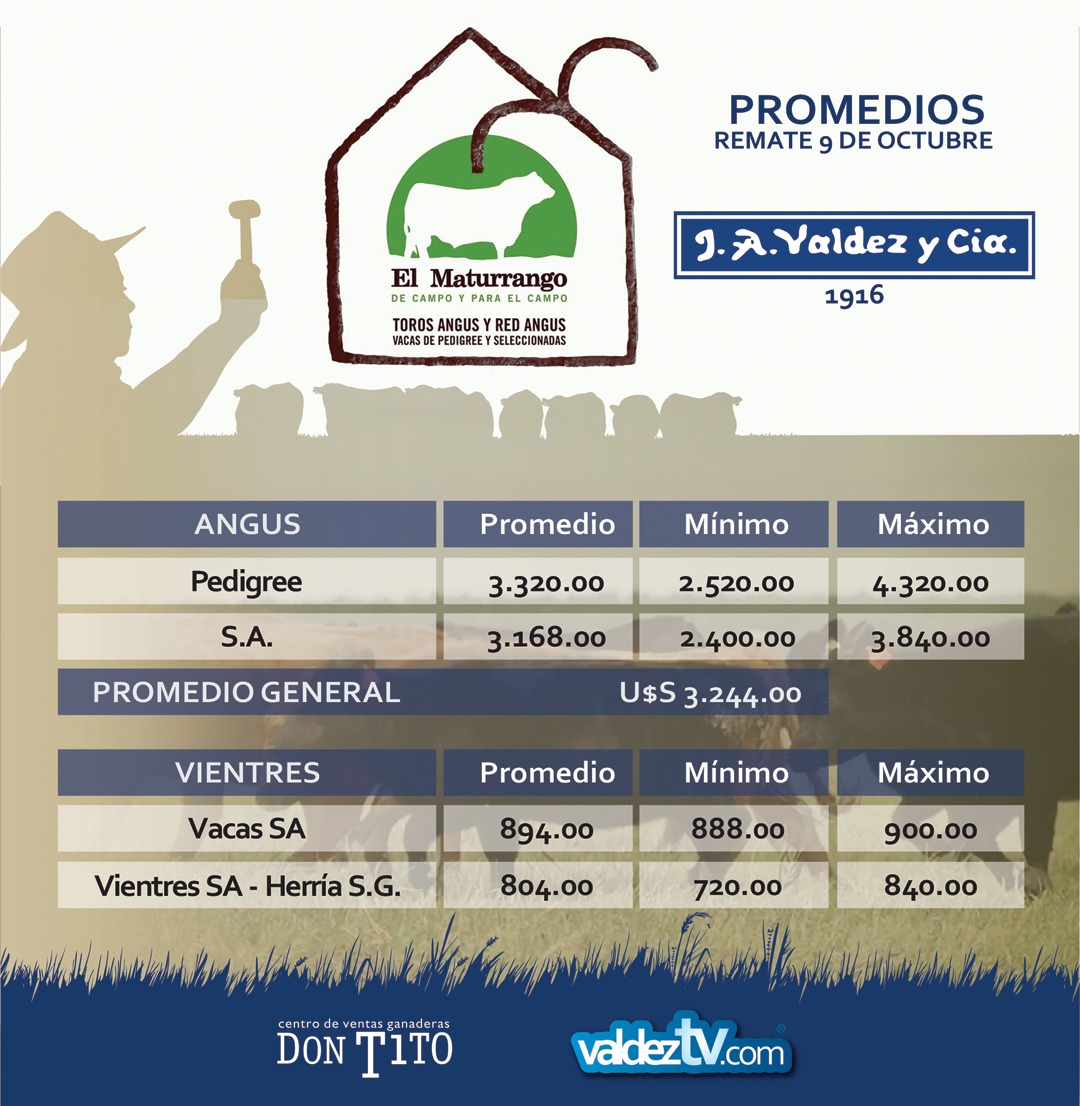 PROMEDIOS
REMATE 9 DE OCTUBRE
J.A.Valdez y Cia.
1916
El Maturrango
DE CAMPO Y PARA EL CAMPO
TOROS ANGUS Y RED ANGUS
VACAS DE PEDIGREE Y SELECCIONADAS
ANGUS Promedio Mínimo Máximo
Pedigree 3.320.00 2.520.00 4.320.00
S.A. 3.168.00 2.400.00 3.840.00
PROMEDIO GENERAL U$S 3.244.00
VIENTRES Promedio Mínimo Máximo
Vacas SA 894.00 888.00 900.00
Vientres SA - Herría S.G. 804.00 720.00 840.00
centro de ventas ganaderas
DON TITO
valdeztv.com ®